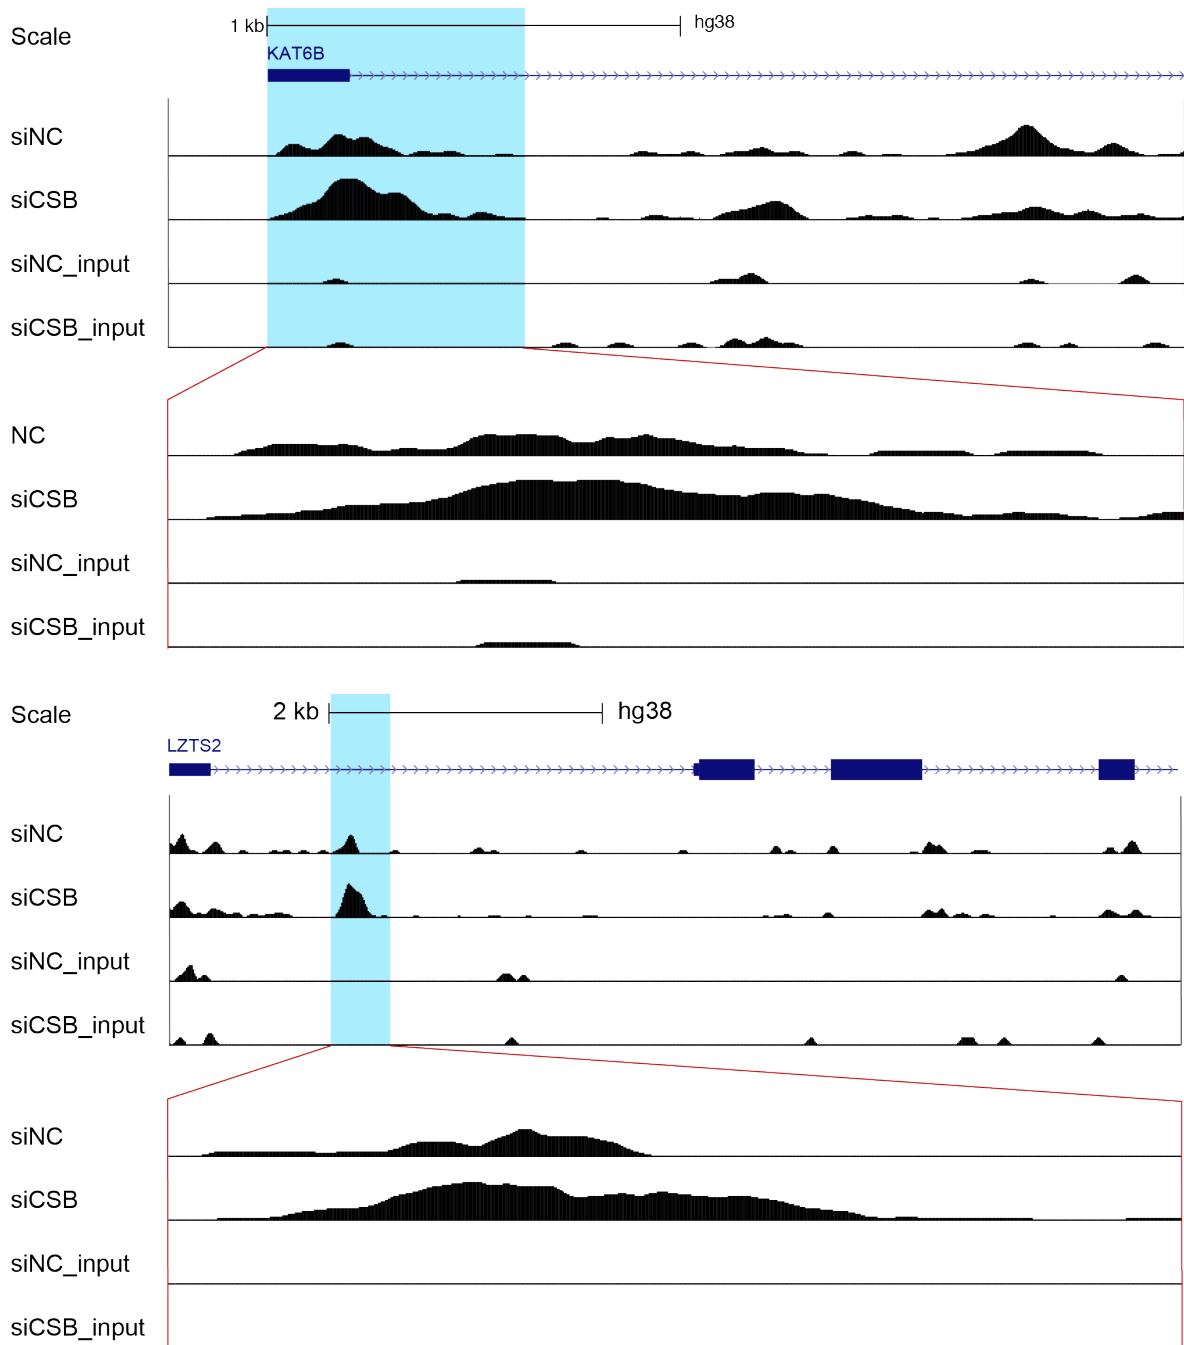 Scale 1 kb hg38
KAT6B
siNC
siCSB
siNC_input
siCSB_input
NC
siCSB
siNC_input
siCSB_input
Scale 2 kb hg38
LZTS2
siNC
siCSB
siNC_input
siCSB_input
siNC
siCSB
siNC_input
siCSB_input